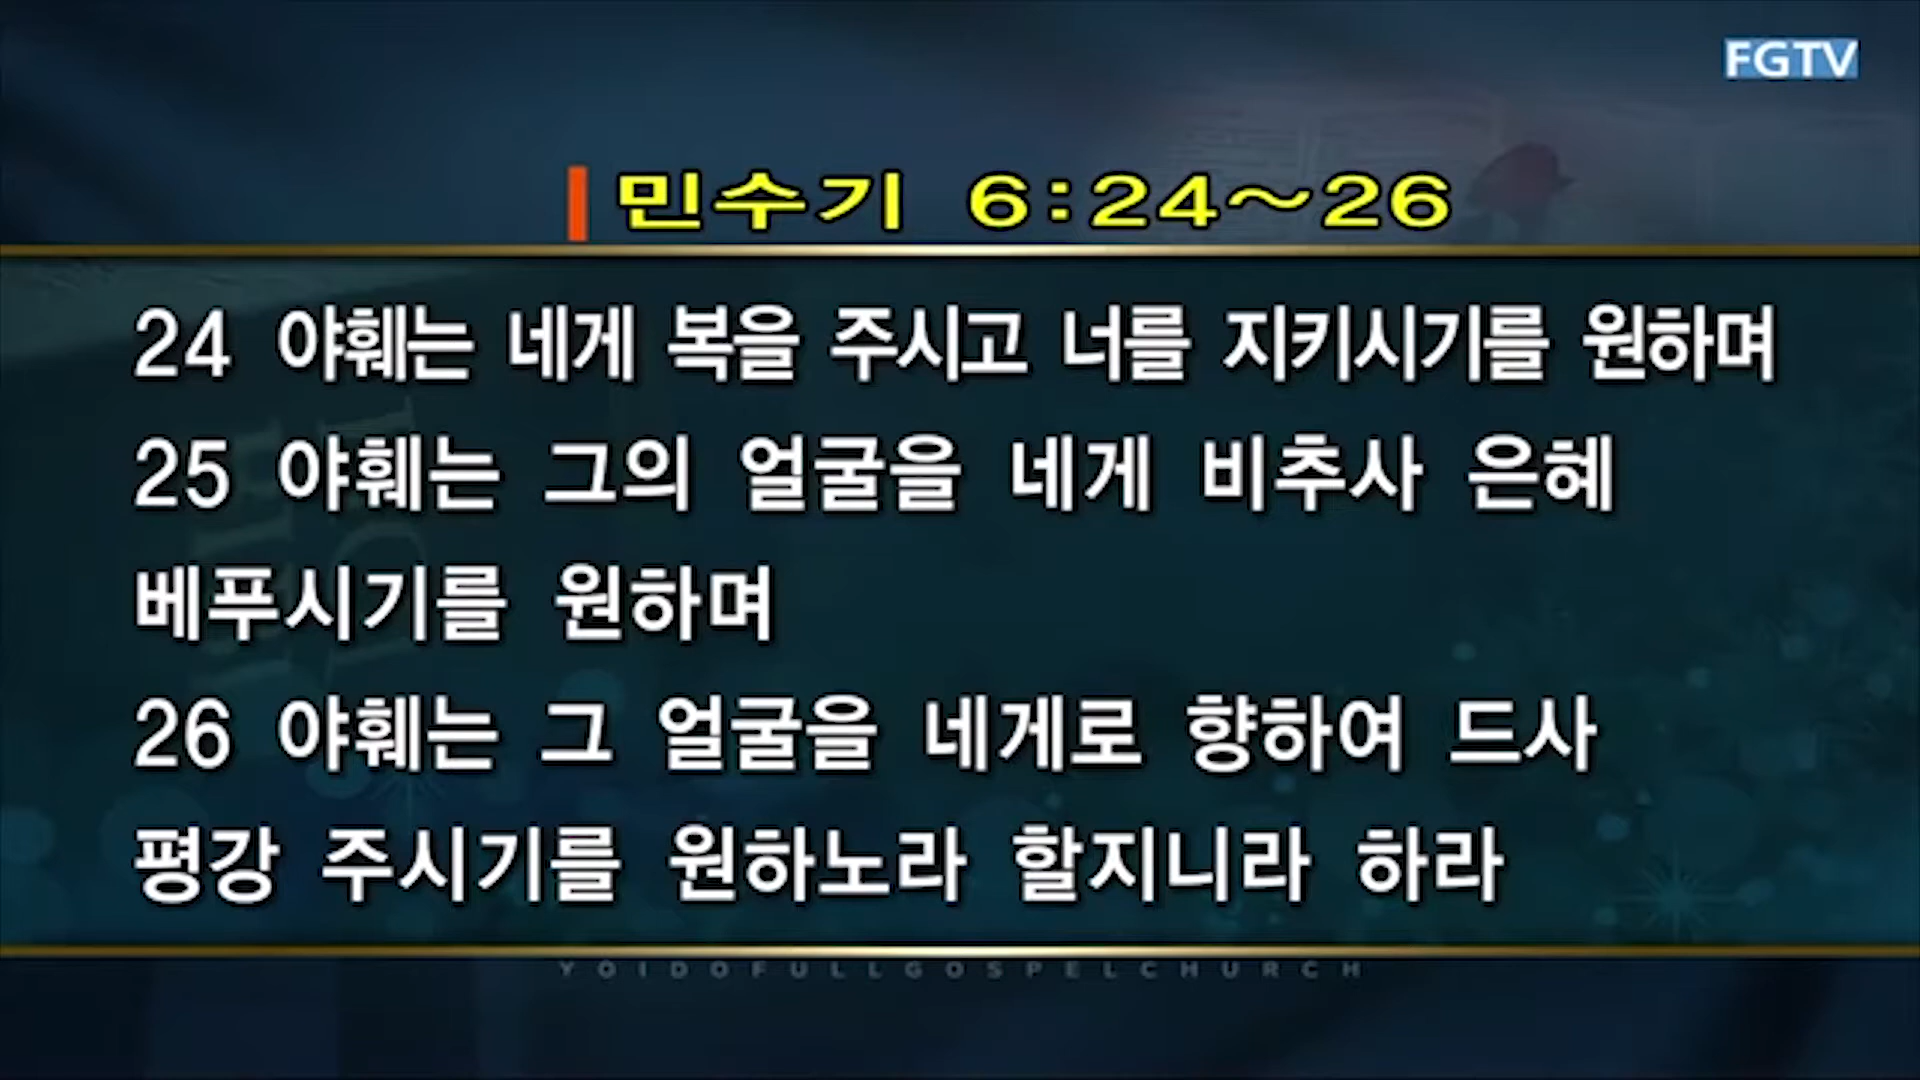 FGTV
민수기 6:24~26
24 야훼는 네게 복을 주시고 너를 지키시기를 원하며
25 야훼는 그의 얼굴을 네게 비추사 은혜
베푸시기를 원하며
26 야훼는 그 얼굴을 네게로 향하여 드사
평강 주시기를 원하노라 할지니라 하라
YOIDOFULLGOSPELCHURCH